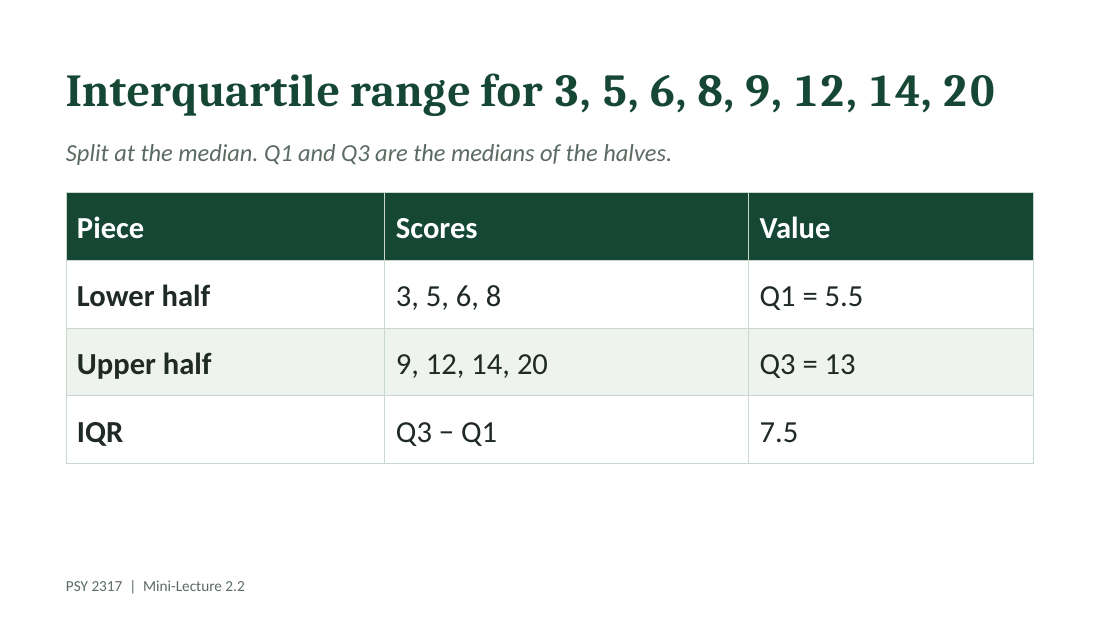 Interquartile range for 3, 5, 6, 8, 9, 12, 14, 20
Split at the median. Q1 and Q3 are the medians of the halves.
Piece Scores Value
Lower half 3, 5, 6, 8 Q1 = 5.5
Upper half 9, 12, 14, 20 Q3 = 13
IQR Q3 − Q1 7.5
PSY 2317 | Mini-Lecture 2.2